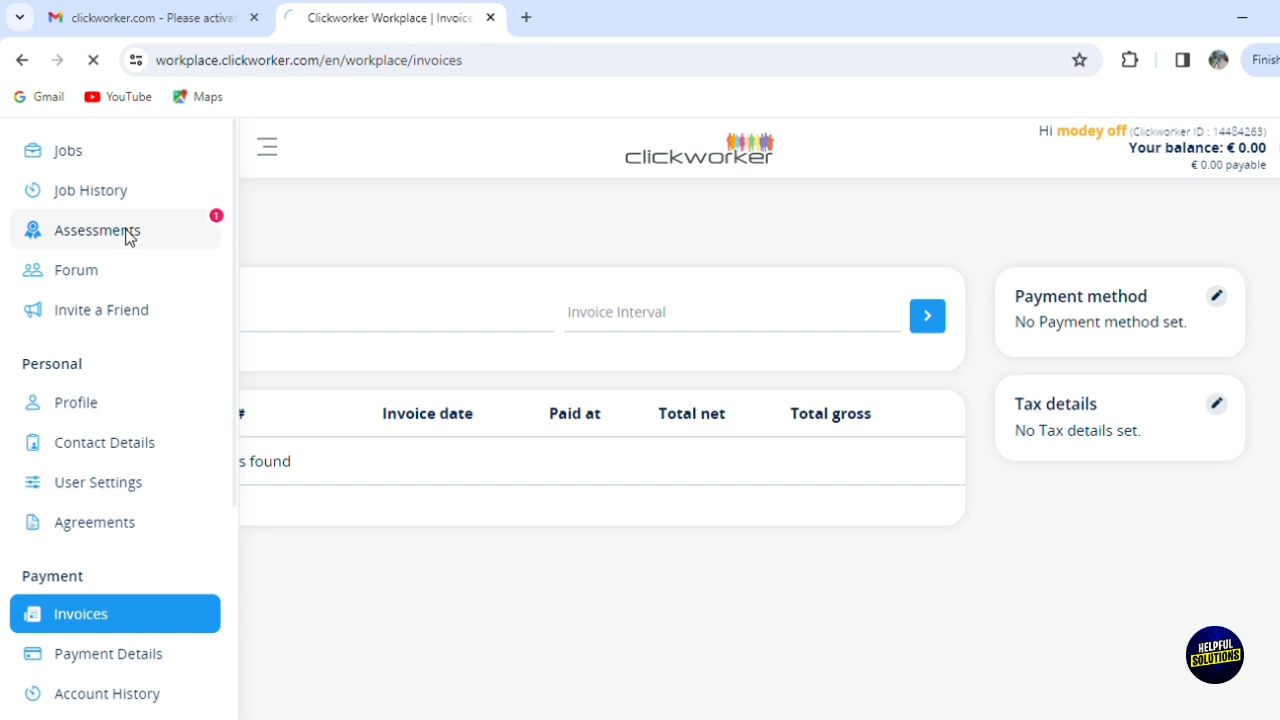 clickworker.com - Please activat
Clickworker Workplace | Invoice
workplace.clickworker.com/en/workplace/invoices
Finish
Gmail
YouTube
Maps
Jobs
Job History
1
Assessments
Forum
Invite a Friend
Personal
Profile
Contact Details
User Settings
Agreements
Payment
Invoices
Payment Details
Account History
clickworker
Hi modey off (Clickworker ID : 14484263)
Your balance: € 0.00
€ 0.00 payable
Invoice Interval
# Invoice date Paid at Total net Total gross
s found
Payment method
No Payment method set.
Tax details
No Tax details set.
HELPFUL
SOLUTIONS